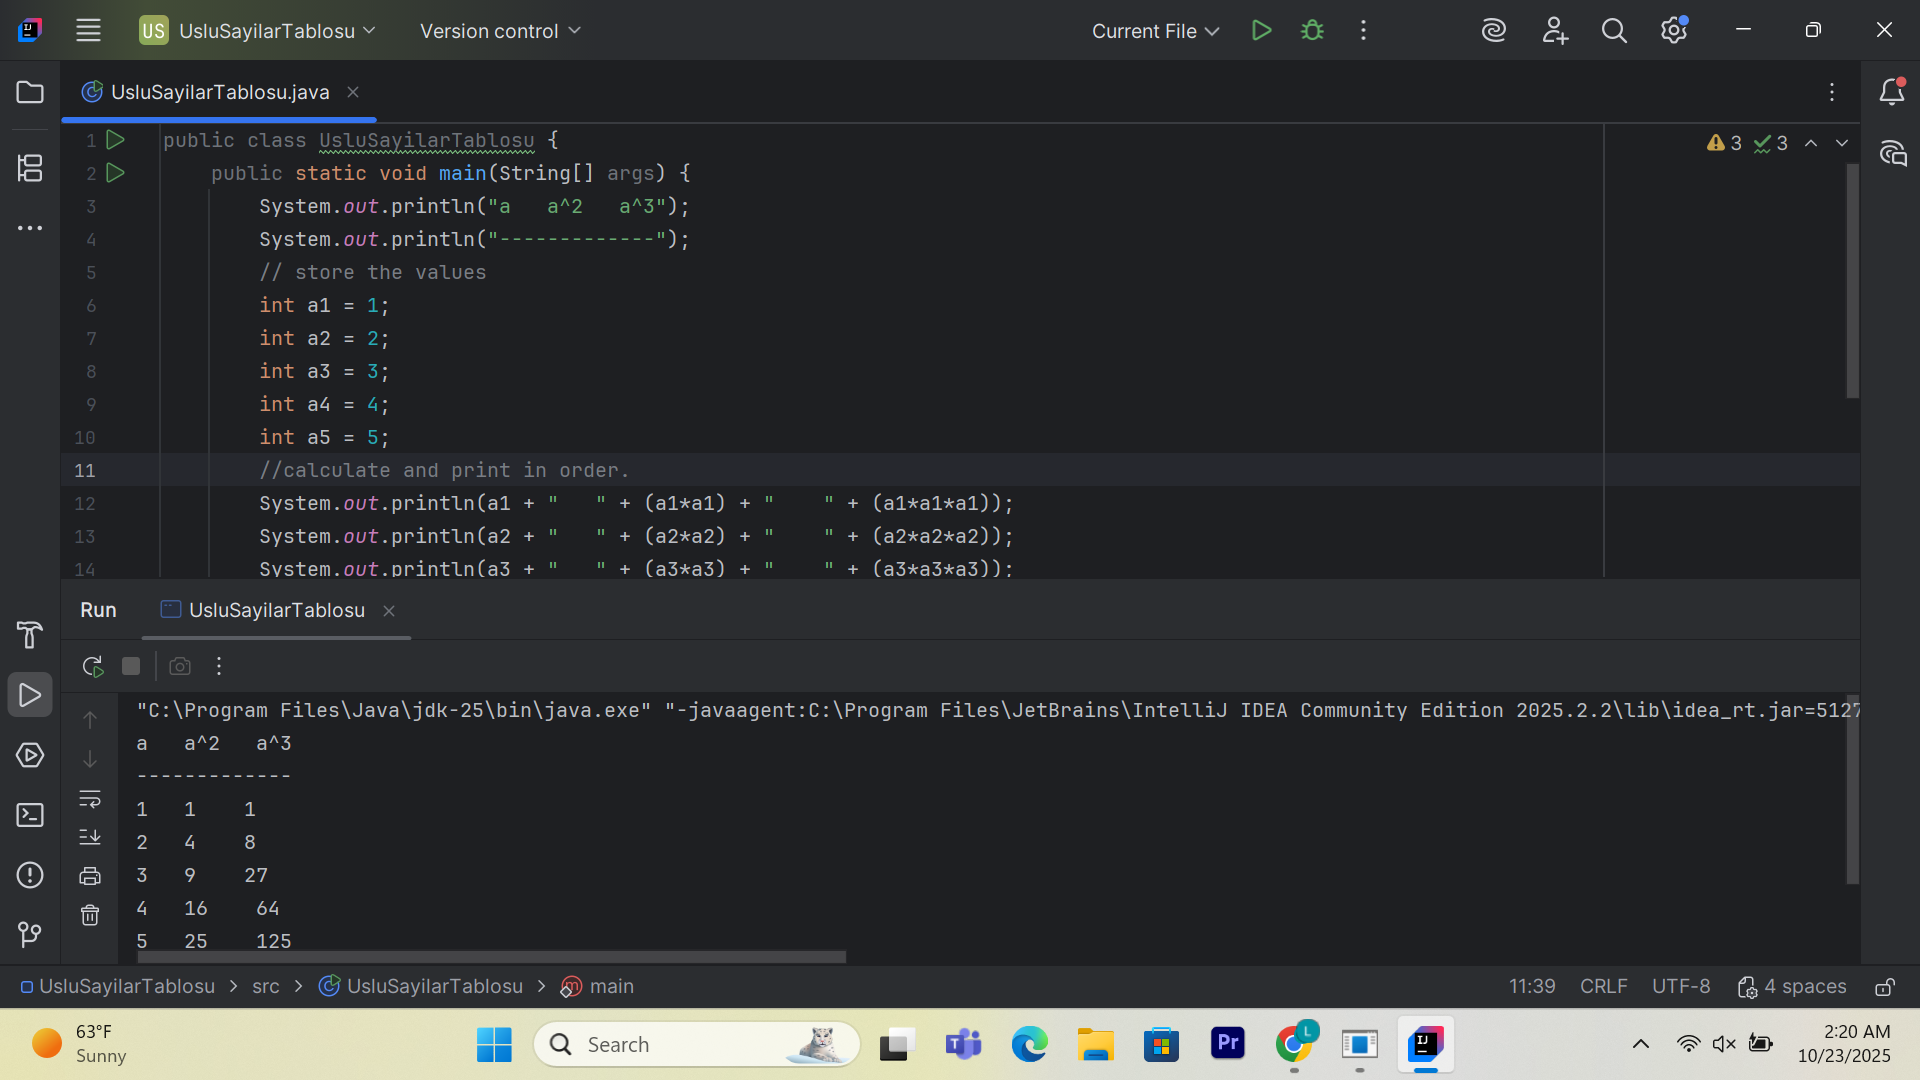 US UsluSayilarTablosu Version control Current File
UsluSayilarTablosu.java
1 public class UsluSayilarTablosu {
2 public static void main(String[] args) {
3 System.out.println("a   a^2   a^3");
4 System.out.println("-------------");
5 // store the values
6 int a1 = 1;
7 int a2 = 2;
8 int a3 = 3;
9 int a4 = 4;
10 int a5 = 5;
11 //calculate and print in order.
12 System.out.println(a1 + "   " + (a1*a1) + "    " + (a1*a1*a1));
13 System.out.println(a2 + "   " + (a2*a2) + "    " + (a2*a2*a2));
14 System.out.println(a3 + "   " + (a3*a3) + "    " + (a3*a3*a3));
3 3
Run UsluSayilarTablosu
"C:\Program Files\Java\jdk-25\bin\java.exe" "-javaagent:C:\Program Files\JetBrains\IntelliJ IDEA Community Edition 2025.2.2\lib\idea_rt.jar=5127
a   a^2   a^3
-------------
1   1    1
2   4    8
3   9    27
4   16    64
5   25    125
UsluSayilarTablosu > src > UsluSayilarTablosu > main 11:39 CRLF UTF-8 4 spaces
63°F
Sunny
Search
Pr
L
2:20 AM
10/23/2025